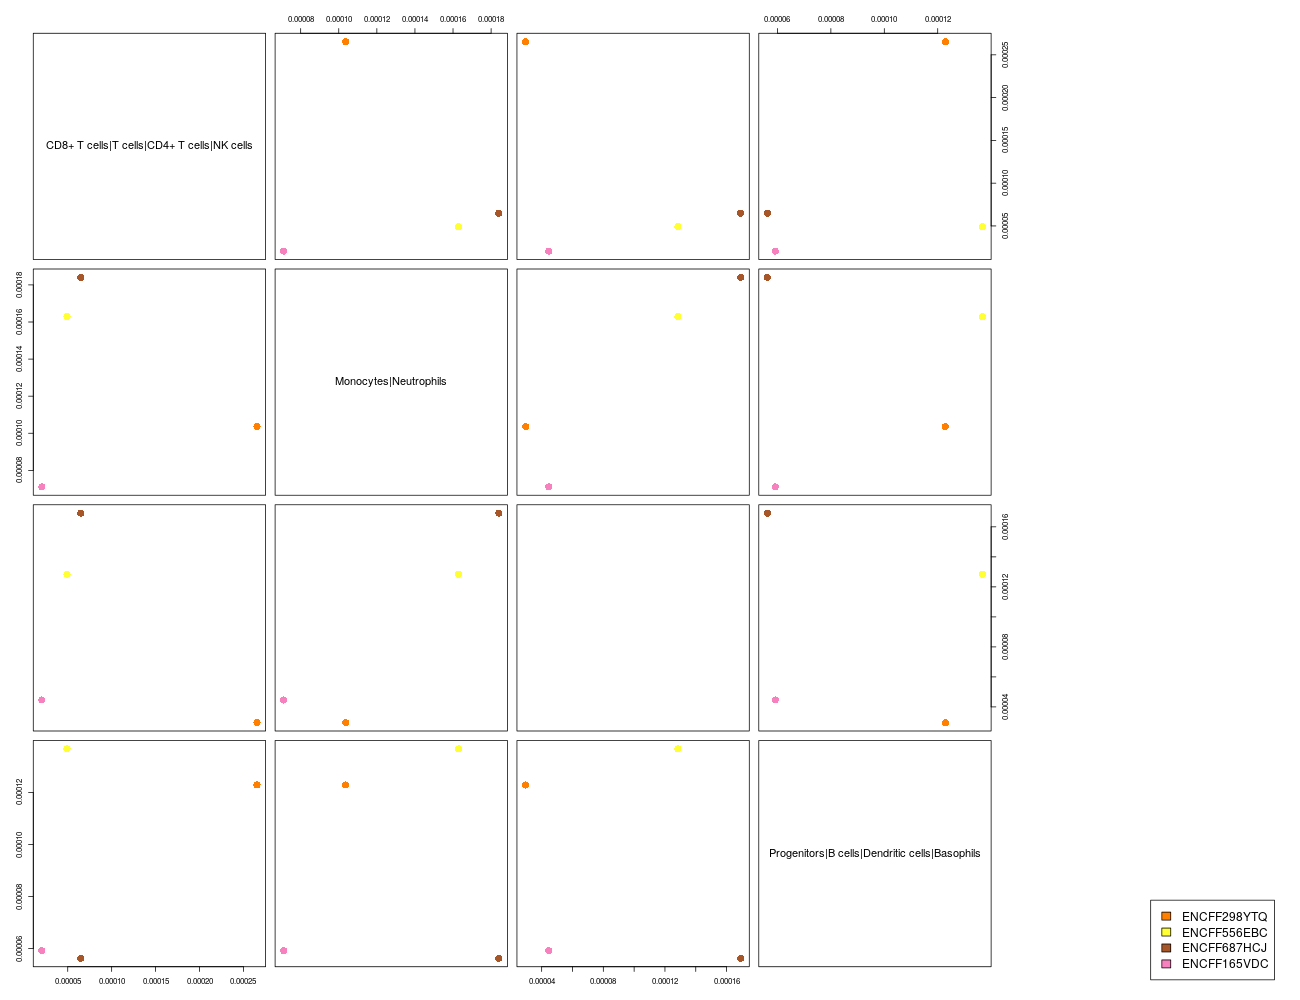 0.00008 0.00010 0.00012 0.00014 0.00016 0.00018
0.00006 0.00008 0.00010 0.00012
CD8+ T cells|T cells|CD4+ T cells|NK cells
0.00025
0.00020
0.00015
0.00010
0.00005
0.00018
0.00016
0.00014
0.00012
0.00010
0.00008
Monocytes|Neutrophils
0.00016
0.00012
0.00008
0.00004
0.00012
0.00010
0.00008
0.00006
Progenitors|B cells|Dendritic cells|Basophils
0.00005 0.00010 0.00015 0.00020 0.00025
0.00004 0.00008 0.00012 0.00016
ENCFF298YTQ
ENCFF556EBC
ENCFF687HCJ
ENCFF165VDC